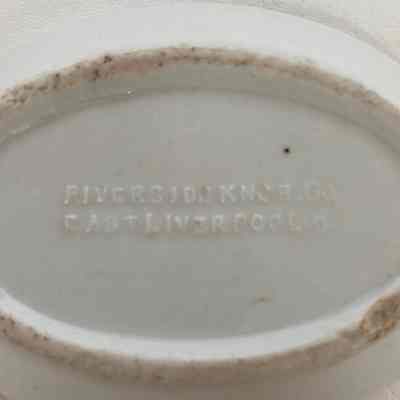 RIVERSIDE KNOB Co
EAST LIVERPOOL O.